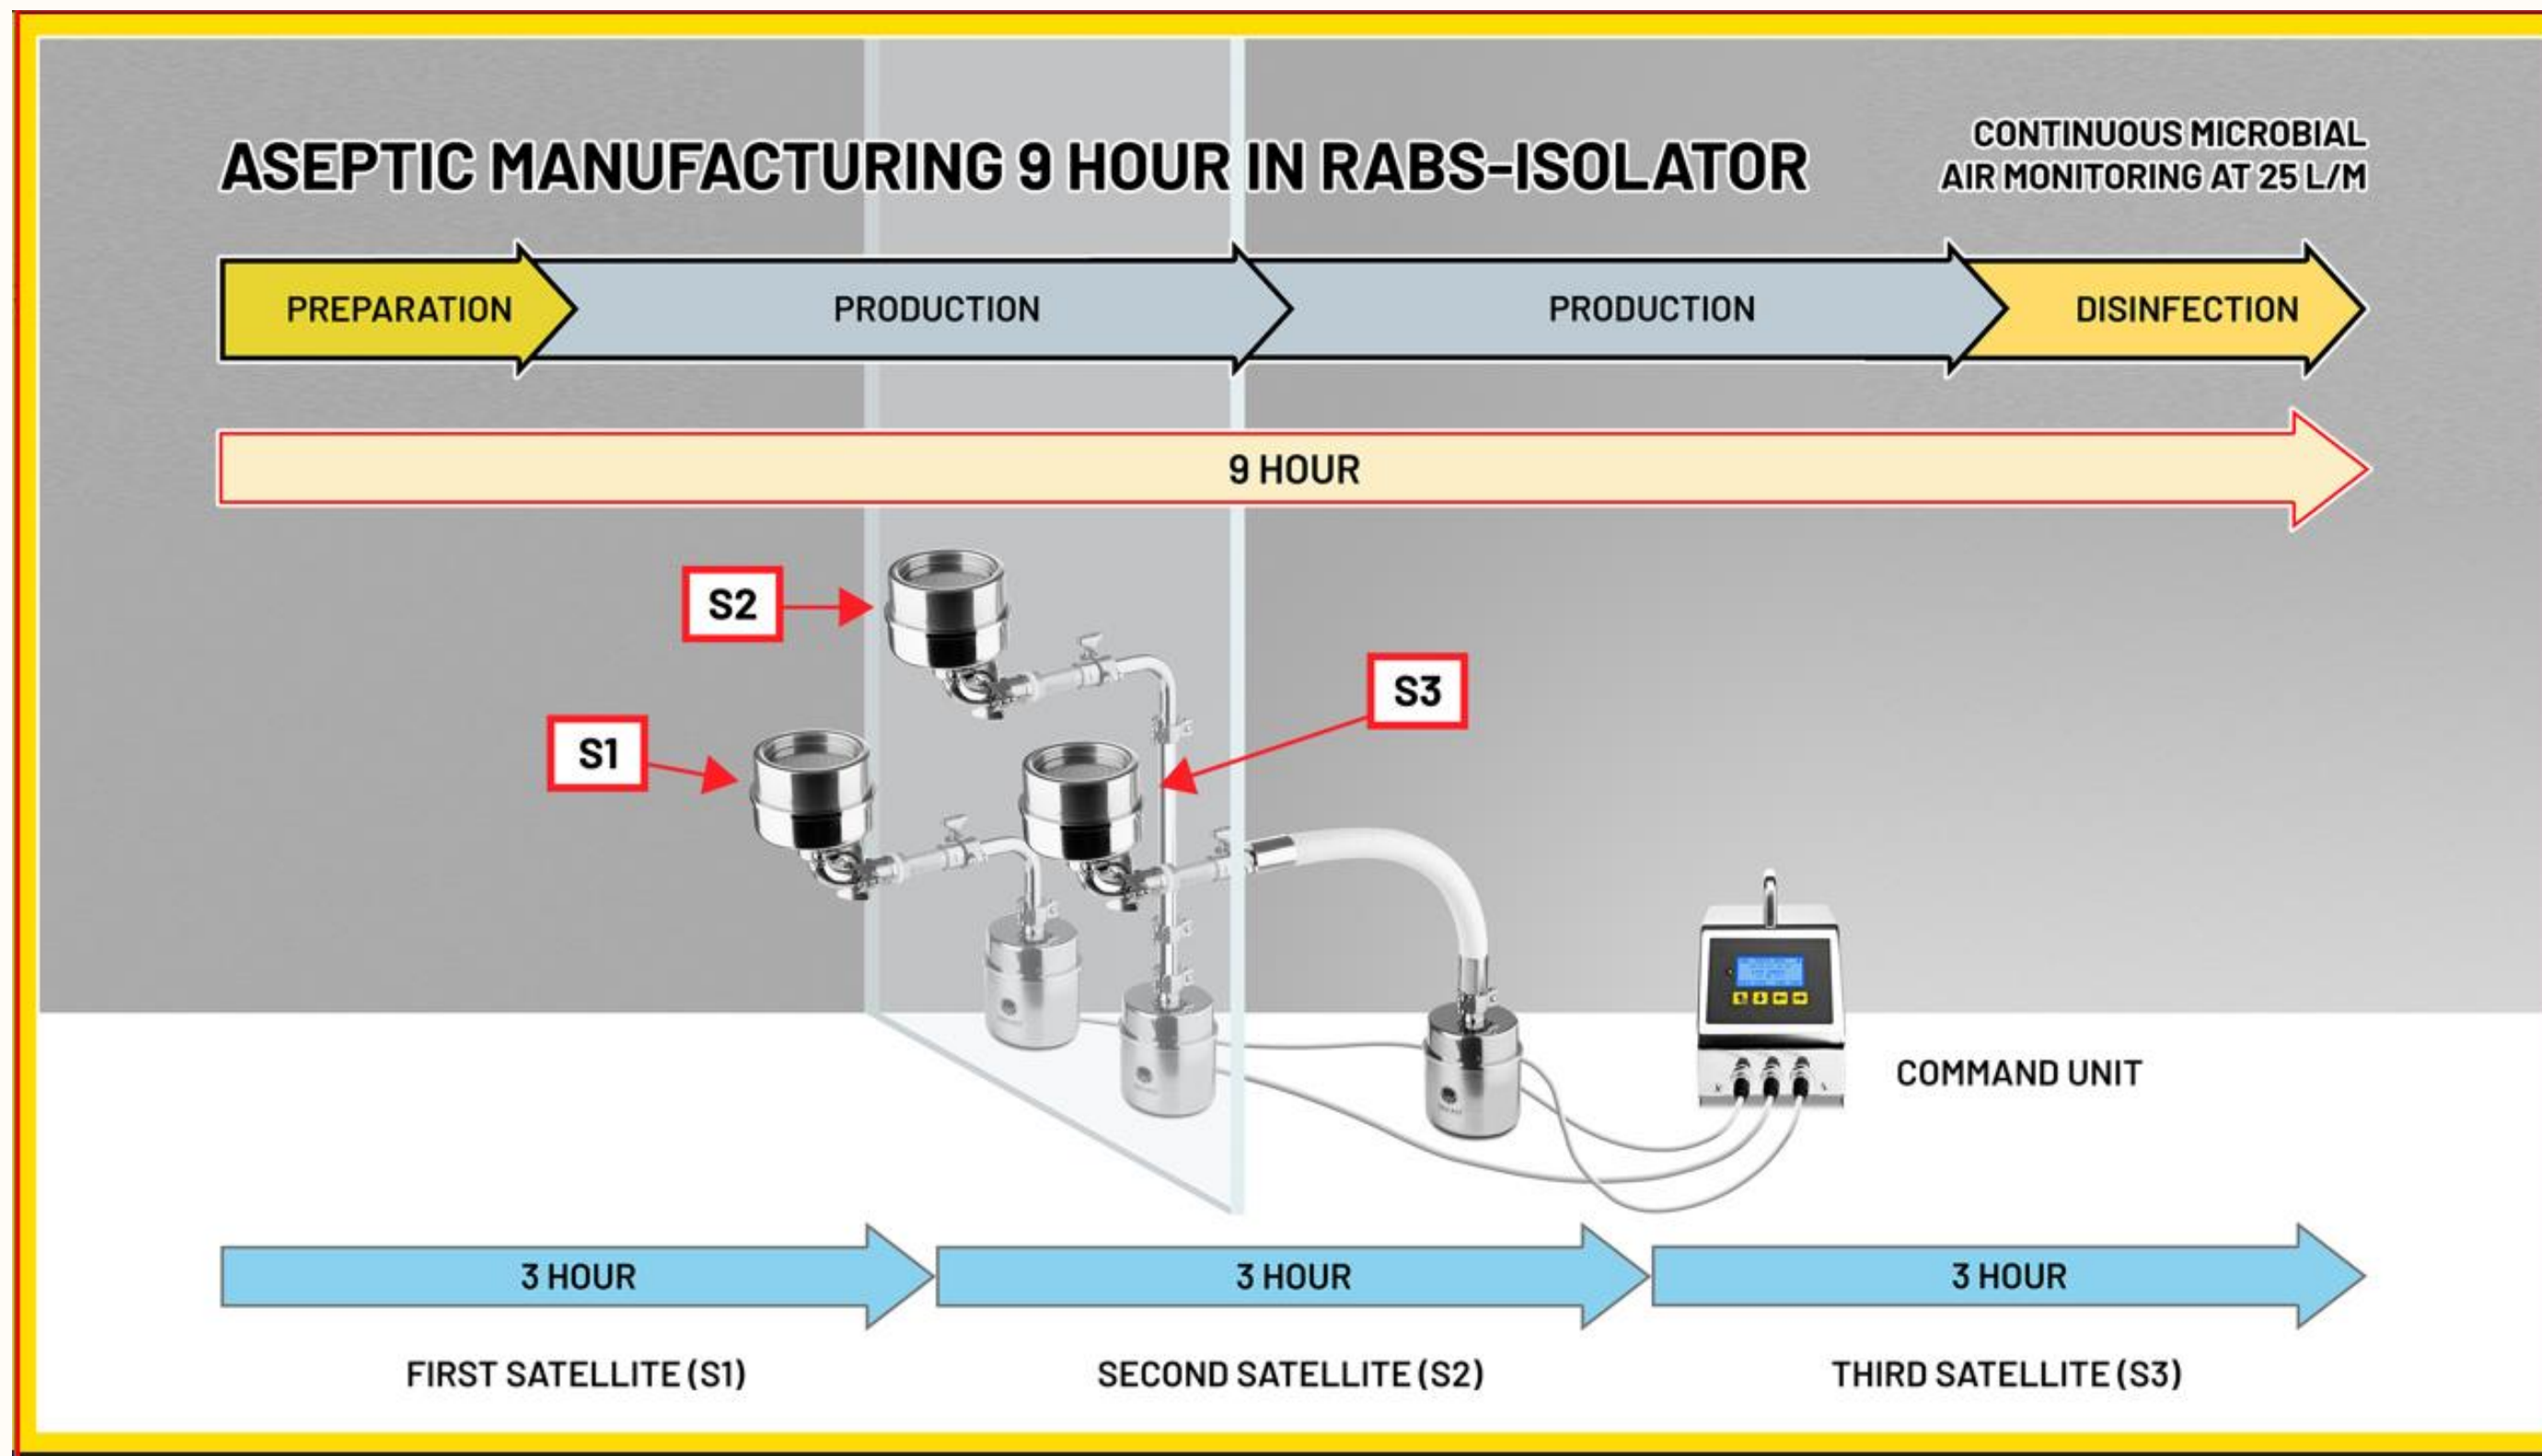 ASEPTIC MANUFACTURING 9 HOUR IN RABS-ISOLATOR
CONTINUOUS MICROBIAL
AIR MONITORING AT 25 L/M
PREPARATION
PRODUCTION
PRODUCTION
DISINFECTION
9 HOUR
S2
S3
S1
COMMAND UNIT
3 HOUR
3 HOUR
3 HOUR
FIRST SATELLITE (S1)
SECOND SATELLITE (S2)
THIRD SATELLITE (S3)